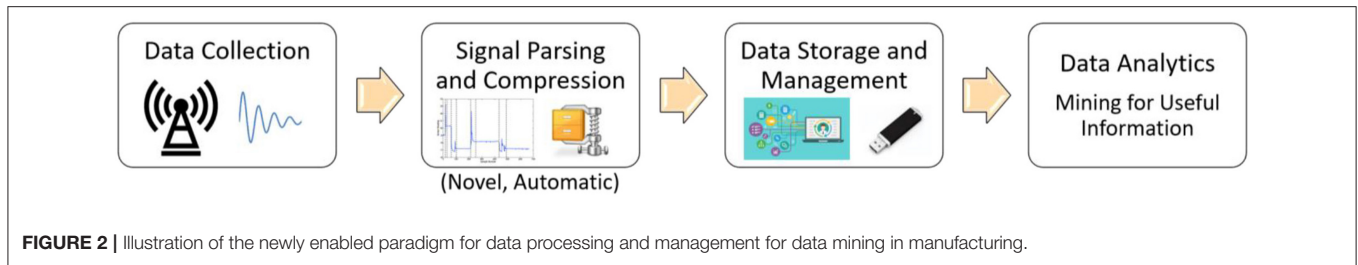 Data Collection
Signal Parsing
and Compression
(Novel, Automatic)
Data Storage and
Management
Data Analytics
Mining for Useful
Information
FIGURE 2 | Illustration of the newly enabled paradigm for data processing and management for data mining in manufacturing.